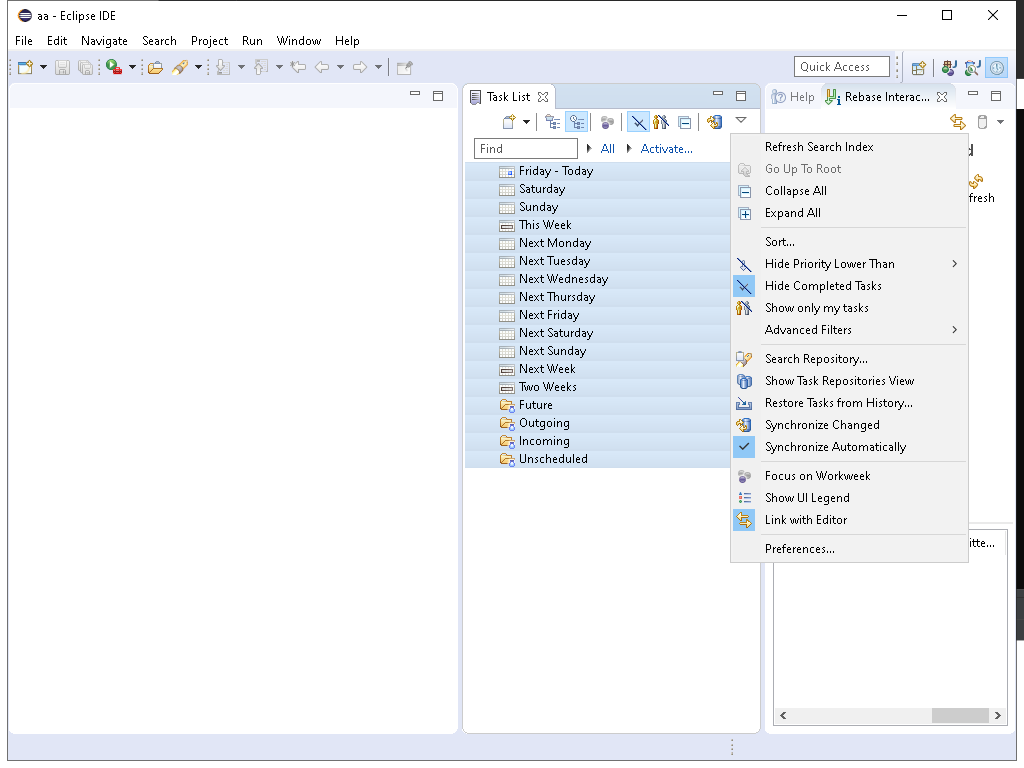 aa - Eclipse IDE
File Edit Navigate Search Project Run Window Help
Quick Access
Task List
Help
Rebase Interac...
Find
All
Activate...
Friday - Today
Saturday
Sunday
This Week
Next Monday
Next Tuesday
Next Wednesday
Next Thursday
Next Friday
Next Saturday
Next Sunday
Next Week
Two Weeks
Future
Outgoing
Incoming
Unscheduled
Refresh Search Index
Go Up To Root
Collapse All
Expand All
Sort...
Hide Priority Lower Than
Hide Completed Tasks
Show only my tasks
Advanced Filters
Search Repository...
Show Task Repositories View
Restore Tasks from History...
Synchronize Changed
Synchronize Automatically
Focus on Workweek
Show UI Legend
Link with Editor
Preferences...
fresh
itte...